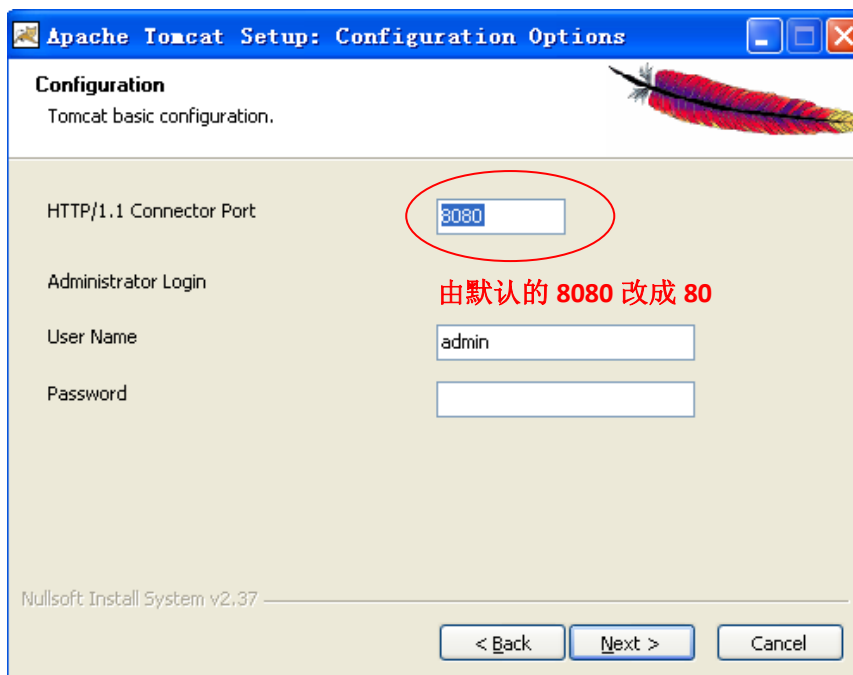 Apache Tomcat Setup: Configuration Options
Configuration
Tomcat basic configuration.
HTTP/1.1 Connector Port
8080
Administrator Login
由默认的 8080 改成 80
User Name
admin
Password
Nullsoft Install System v2.37
< Back
Next >
Cancel